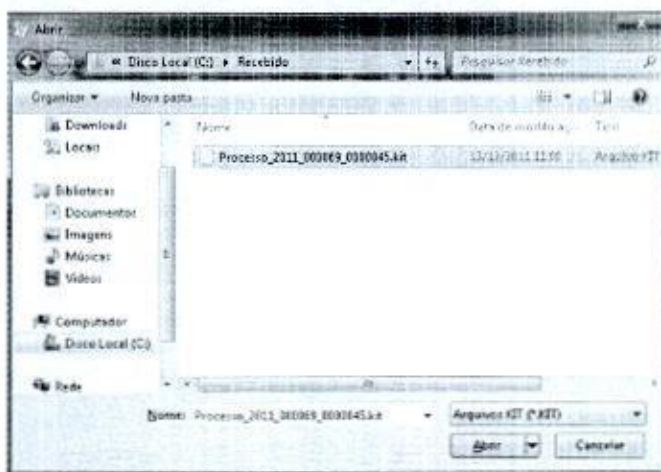 Abrir
« Disco Local (C:) ▸ Recebido
Pesquisar Recebido
Organizar ▾ Nova pasta
Downloads
Locais
Bibliotecas
Documentos
Imagens
Músicas
Vídeos
Computador
Disco Local (C:)
Rede
Nome
Data de modificaç...
Tipo
Processo_2011_000069_0000045.kit
13/12/2011 11:00
Arquivo KIT
Nome: Processo_2011_000069_0000045.kit
Arquivos KIT (*.KIT)
Abrir
Cancelar